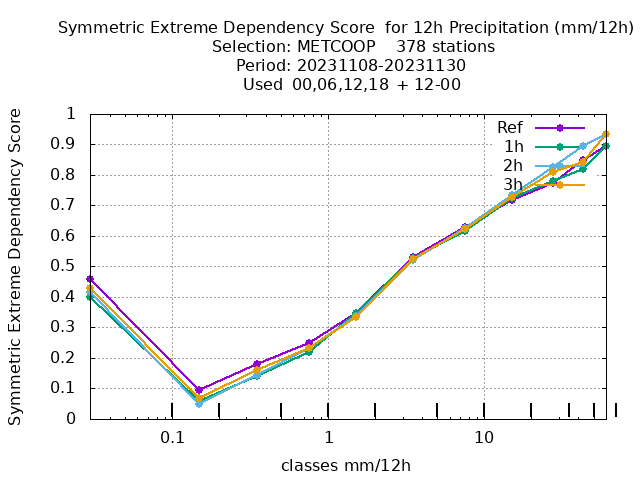 Symmetric Extreme Dependency Score  for 12h Precipitation (mm/12h)
Selection: METCOOP    378 stations
Period: 20231108-20231130
Used  00,06,12,18  + 12-00
Symmetric Extreme Dependency Score
1
0.9
0.8
0.7
0.6
0.5
0.4
0.3
0.2
0.1
0
Ref
1h
2h
3h
0.1
1
10
classes mm/12h